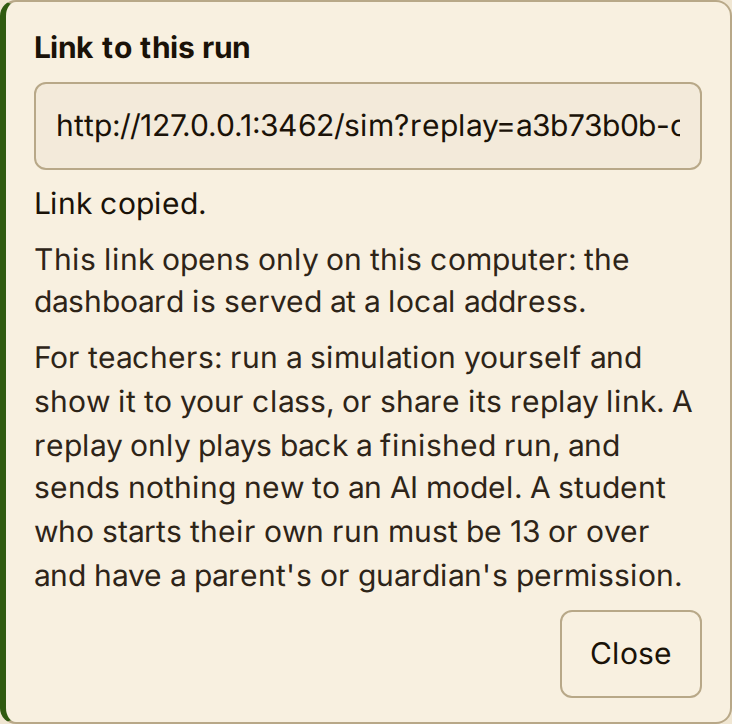 Link to this run
http://127.0.0.1:3462/sim?replay=a3b73b0b-c
Link copied.
This link opens only on this computer: the
dashboard is served at a local address.
For teachers: run a simulation yourself and
show it to your class, or share its replay link. A
replay only plays back a finished run, and
sends nothing new to an AI model. A student
who starts their own run must be 13 or over
and have a parent's or guardian's permission.
Close